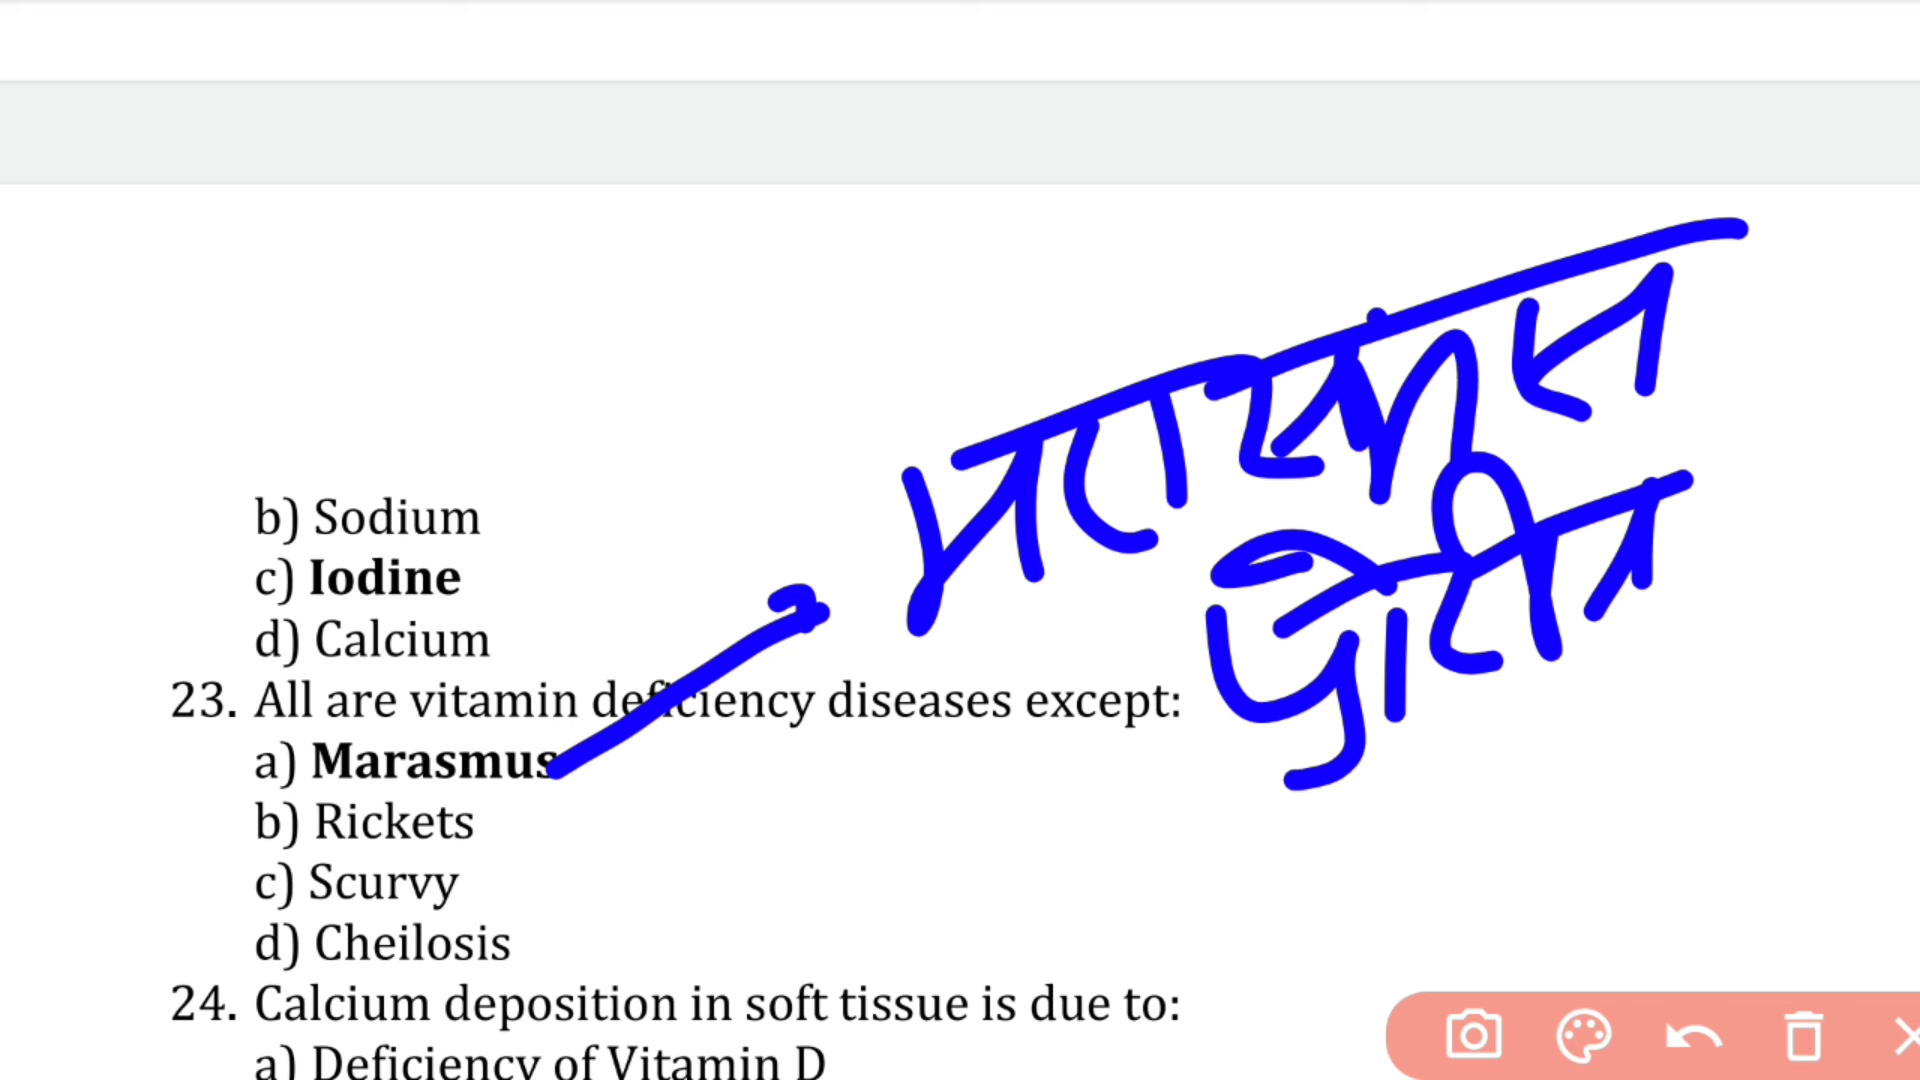 b) Sodium
c) Iodine
d) Calcium
23. All are vitamin deficiency diseases except:
a) Marasmus
b) Rickets
c) Scurvy
d) Cheilosis
24. Calcium deposition in soft tissue is due to:
a) Deficiency of Vitamin D